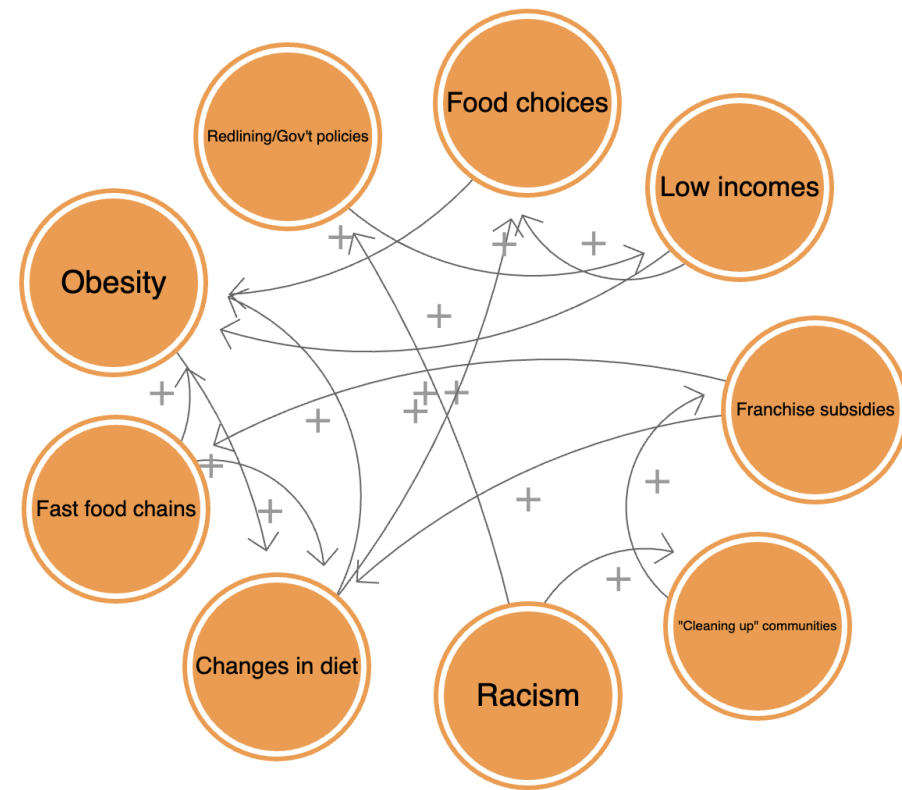 Food choices
Redlining/Gov't policies
Low incomes
Obesity
Franchise subsidies
Fast food chains
"Cleaning up" communities
Changes in diet
Racism
+
+
+
+
+
+
+
+
+
+
+
+
+
+